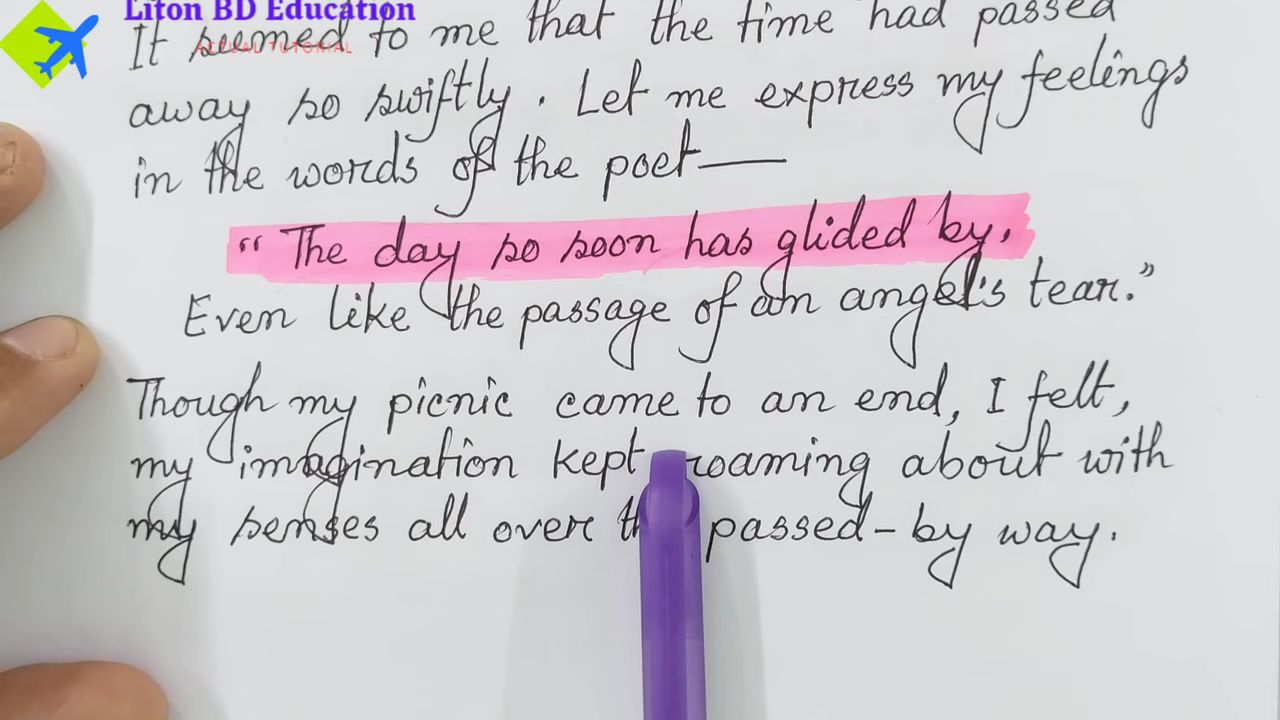 Liton BD Education
ACTUAL TUTORIAL
It seemed to me that the time had passed
away so swiftly. Let me express my feelings
in the words of the poet—
“The day so soon has glided by,
Even like the passage of an angel's tear.”
Though my picnic came to an end, I felt,
my imagination kept roaming about with
my senses all over passed-by way.